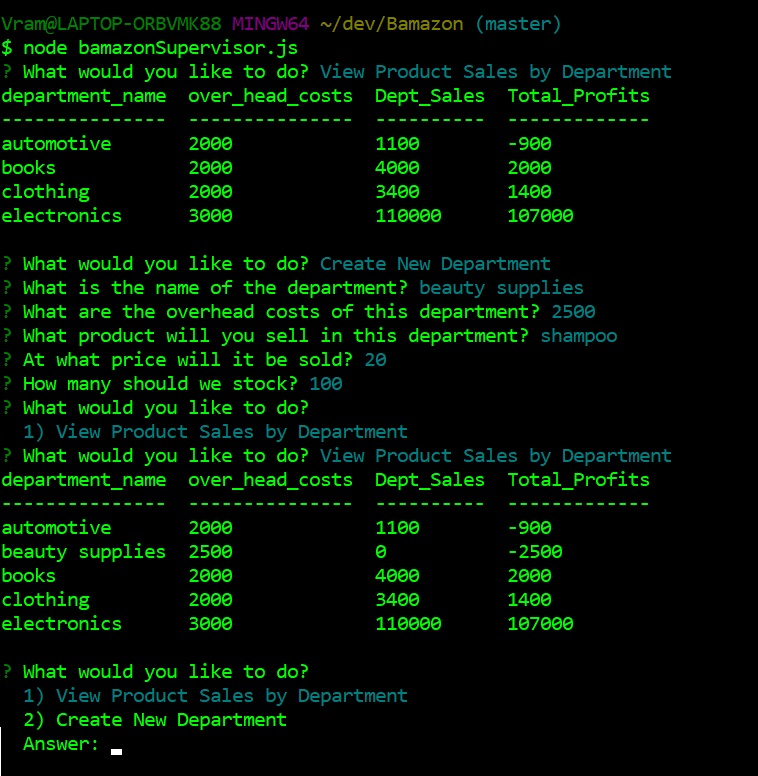 Vram@LAPTOP-ORBVMK88 MINGW64 ~/dev/Bamazon (master)
$ node bamazonSupervisor.js
? What would you like to do? View Product Sales by Department
department_name  over_head_costs  Dept_Sales  Total_Profits
---------------  ---------------  ----------  -------------
automotive       2000             1100        -900
books            2000             4000        2000
clothing         2000             3400        1400
electronics      3000             110000      107000

? What would you like to do? Create New Department
? What is the name of the department? beauty supplies
? What are the overhead costs of this department? 2500
? What product will you sell in this department? shampoo
? At what price will it be sold? 20
? How many should we stock? 100
? What would you like to do?
  1) View Product Sales by Department
? What would you like to do? View Product Sales by Department
department_name  over_head_costs  Dept_Sales  Total_Profits
---------------  ---------------  ----------  -------------
automotive       2000             1100        -900
beauty supplies  2500             0           -2500
books            2000             4000        2000
clothing         2000             3400        1400
electronics      3000             110000      107000

? What would you like to do?
  1) View Product Sales by Department
  2) Create New Department
  Answer: _